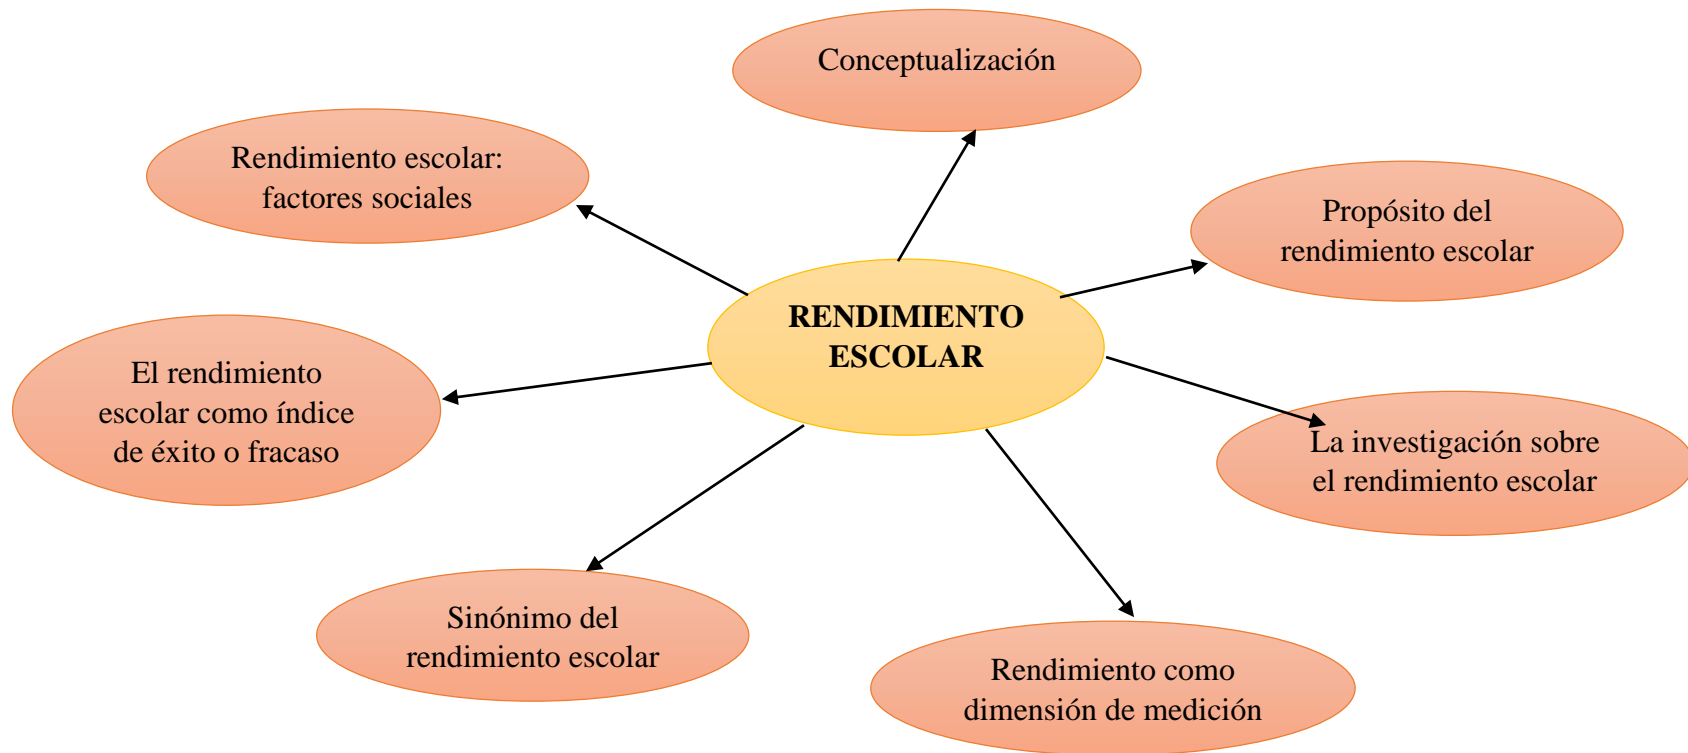 Conceptualización
Rendimiento escolar:
factores sociales
Propósito del
rendimiento escolar
RENDIMIENTO
ESCOLAR
El rendimiento
escolar como índice
de éxito o fracaso
La investigación sobre
el rendimiento escolar
Sinónimo del
rendimiento escolar
Rendimiento como
dimensión de medición